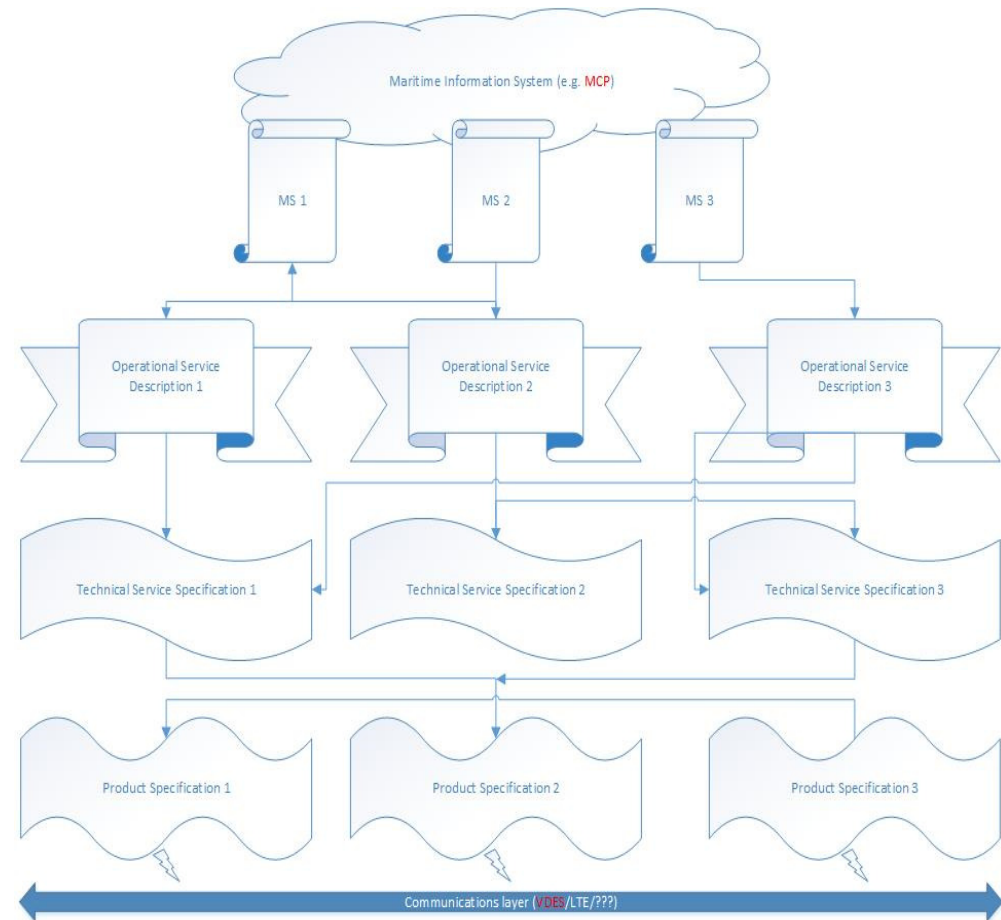 Maritime Information System (e.g. MCP)
MS 1
MS 2
MS 3
Operational Service
Description 1
Operational Service
Description 2
Operational Service
Description 3
Technical Service Specification 1
Technical Service Specification 2
Technical Service Specification 3
Product Specification 1
Product Specification 2
Product Specification 3
Communications layer (VDES/LTE/???)